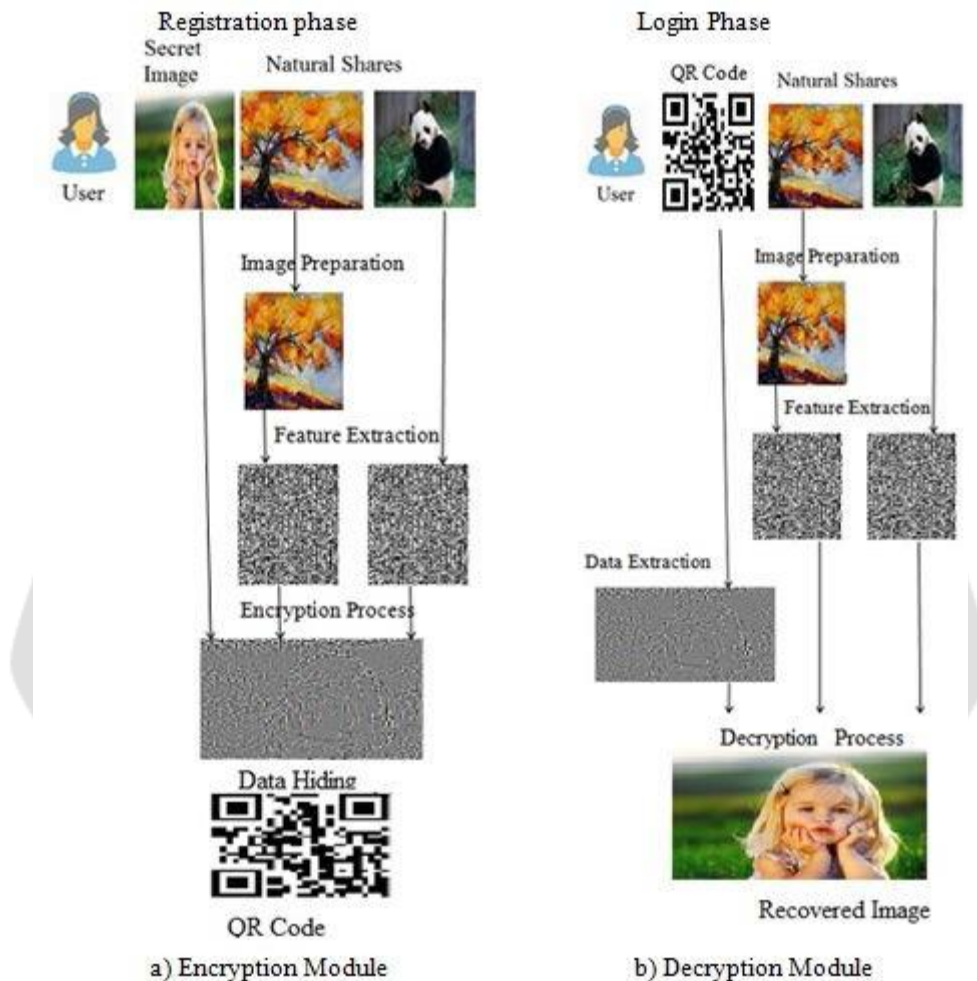 Registration phase
Secret
Image
Natural Shares
User
Image Preparation
Feature Extraction
Encryption Process
Data Hiding
QR Code
a) Encryption Module
Login Phase
QR Code
Natural Shares
User
Image Preparation
Feature Extraction
Data Extraction
Decryption Process
Recovered Image
b) Decryption Module